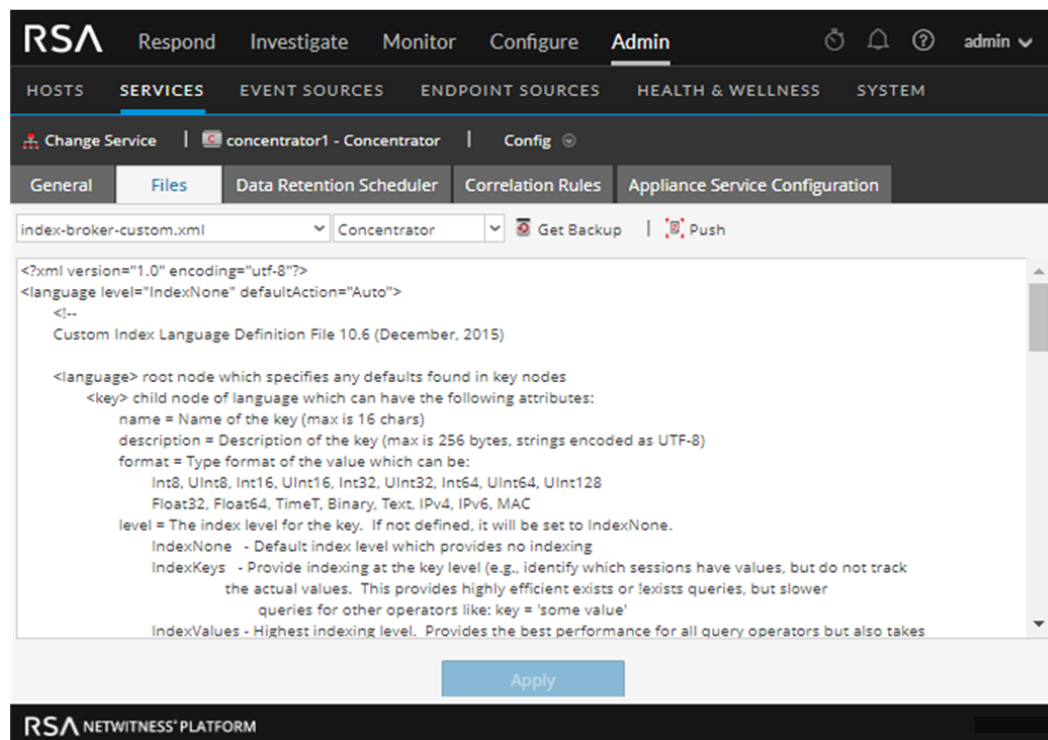 RSA Respond Investigate Monitor Configure Admin admin
HOSTS SERVICES EVENT SOURCES ENDPOINT SOURCES HEALTH & WELLNESS SYSTEM
Change Service | C concentrator1 - Concentrator | Config
General Files Data Retention Scheduler Correlation Rules Appliance Service Configuration
index-broker-custom.xml Concentrator Get Backup | Push
<?xml version="1.0" encoding="utf-8"?>
<language level="IndexNone" defaultAction="Auto">
<!--
Custom Index Language Definition File 10.6 (December, 2015)
<language> root node which specifies any defaults found in key nodes
<key> child node of language which can have the following attributes:
name = Name of the key (max is 16 chars)
description = Description of the key (max is 256 bytes, strings encoded as UTF-8)
format = Type format of the value which can be:
Int8, UInt8, Int16, UInt16, Int32, UInt32, Int64, UInt64, UInt128
Float32, Float64, TimeT, Binary, Text, IPv4, IPv6, MAC
level = The index level for the key. If not defined, it will be set to IndexNone.
IndexNone - Default index level which provides no indexing
IndexKeys - Provide indexing at the key level (e.g., identify which sessions have values, but do not track
the actual values. This provides highly efficient exists or !exists queries, but slower
queries for other operators like: key = 'some value'
IndexValues - Highest indexing level. Provides the best performance for all query operators but also takes
Apply
RSA NETWITNESS® PLATFORM